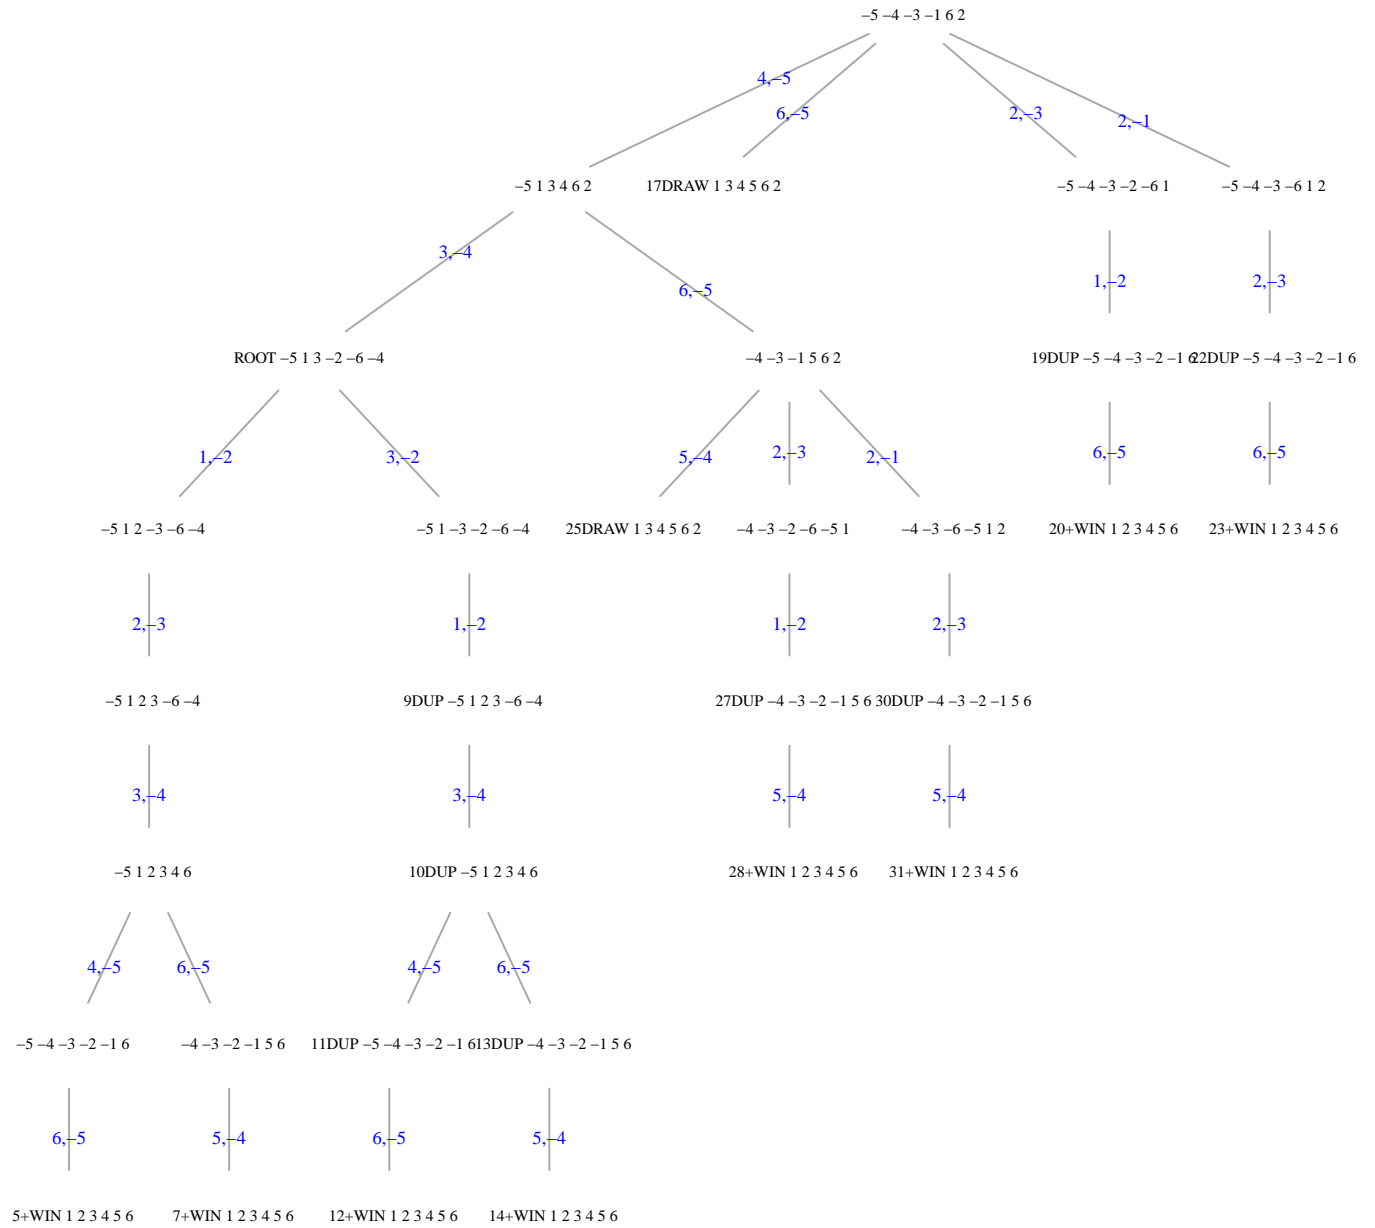 −5 −4 −3 −1 6 2
4,−5
6,−5
2,−3
2,−1
−5 1 3 4 6 2
17DRAW 1 3 4 5 6 2
−5 −4 −3 −2 −6 1
−5 −4 −3 −6 1 2
3,−4
6,−5
1,−2
2,−3
ROOT −5 1 3 −2 −6 −4
−4 −3 −1 5 6 2
19DUP −5 −4 −3 −2 −1 6
22DUP −5 −4 −3 −2 −1 6
1,−2
3,−2
5,−4
2,−3
2,−1
6,−5
6,−5
−5 1 2 −3 −6 −4
−5 1 −3 −2 −6 −4
25DRAW 1 3 4 5 6 2
−4 −3 −2 −6 −5 1
−4 −3 −6 −5 1 2
20+WIN 1 2 3 4 5 6
23+WIN 1 2 3 4 5 6
2,−3
1,−2
1,−2
2,−3
−5 1 2 3 −6 −4
9DUP −5 1 2 3 −6 −4
27DUP −4 −3 −2 −1 5 6
30DUP −4 −3 −2 −1 5 6
3,−4
3,−4
5,−4
5,−4
−5 1 2 3 4 6
10DUP −5 1 2 3 4 6
28+WIN 1 2 3 4 5 6
31+WIN 1 2 3 4 5 6
4,−5
6,−5
4,−5
6,−5
−5 −4 −3 −2 −1 6
−4 −3 −2 −1 5 6
11DUP −5 −4 −3 −2 −1 6
13DUP −4 −3 −2 −1 5 6
6,−5
5,−4
6,−5
5,−4
5+WIN 1 2 3 4 5 6
7+WIN 1 2 3 4 5 6
12+WIN 1 2 3 4 5 6
14+WIN 1 2 3 4 5 6